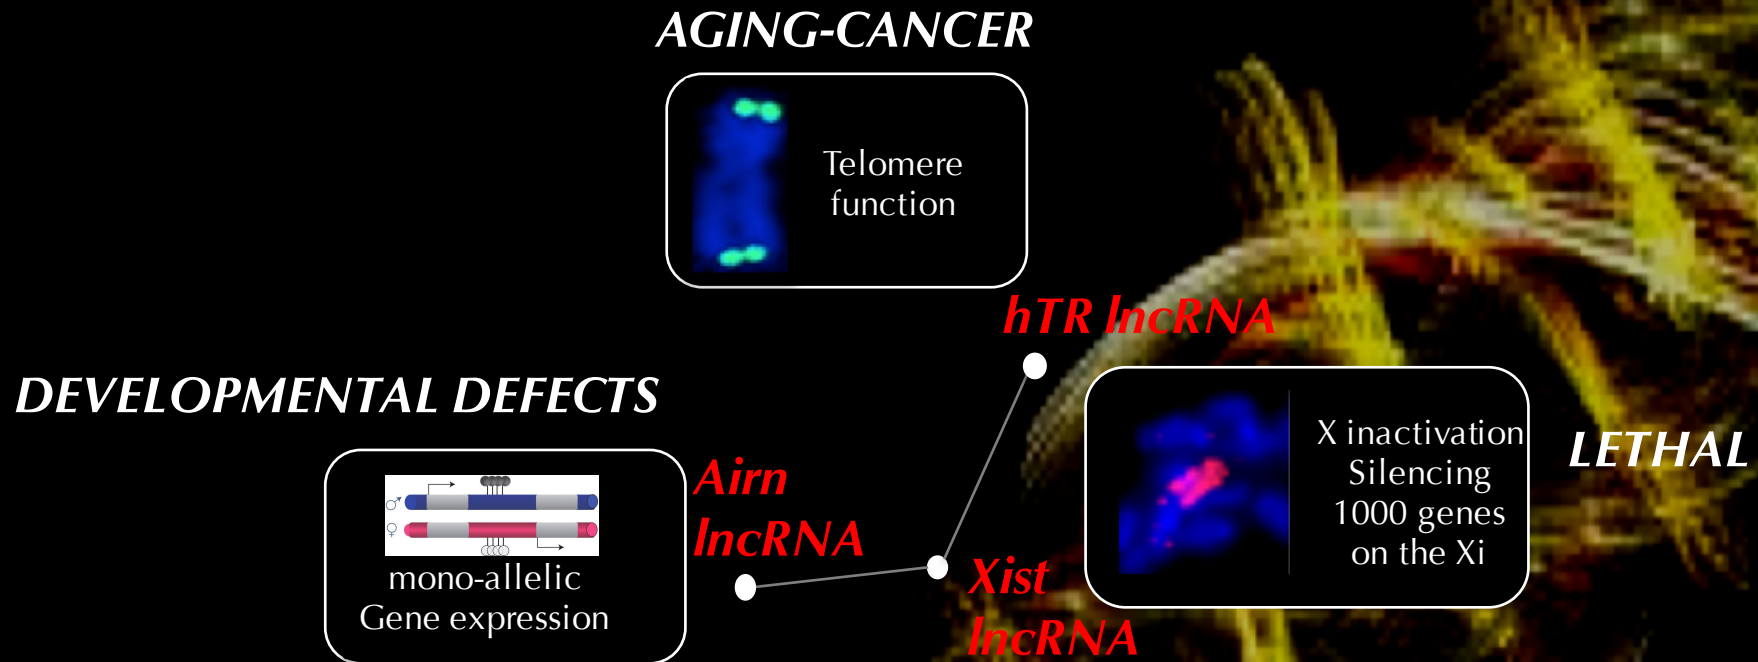 AGING-CANCER
Telomere
function
hTR lncRNA
DEVELOPMENTAL DEFECTS
Airn
lncRNA
♂
♀
mono-allelic
Gene expression
Xist
lncRNA
X inactivation
Silencing
1000 genes
on the Xi
LETHAL